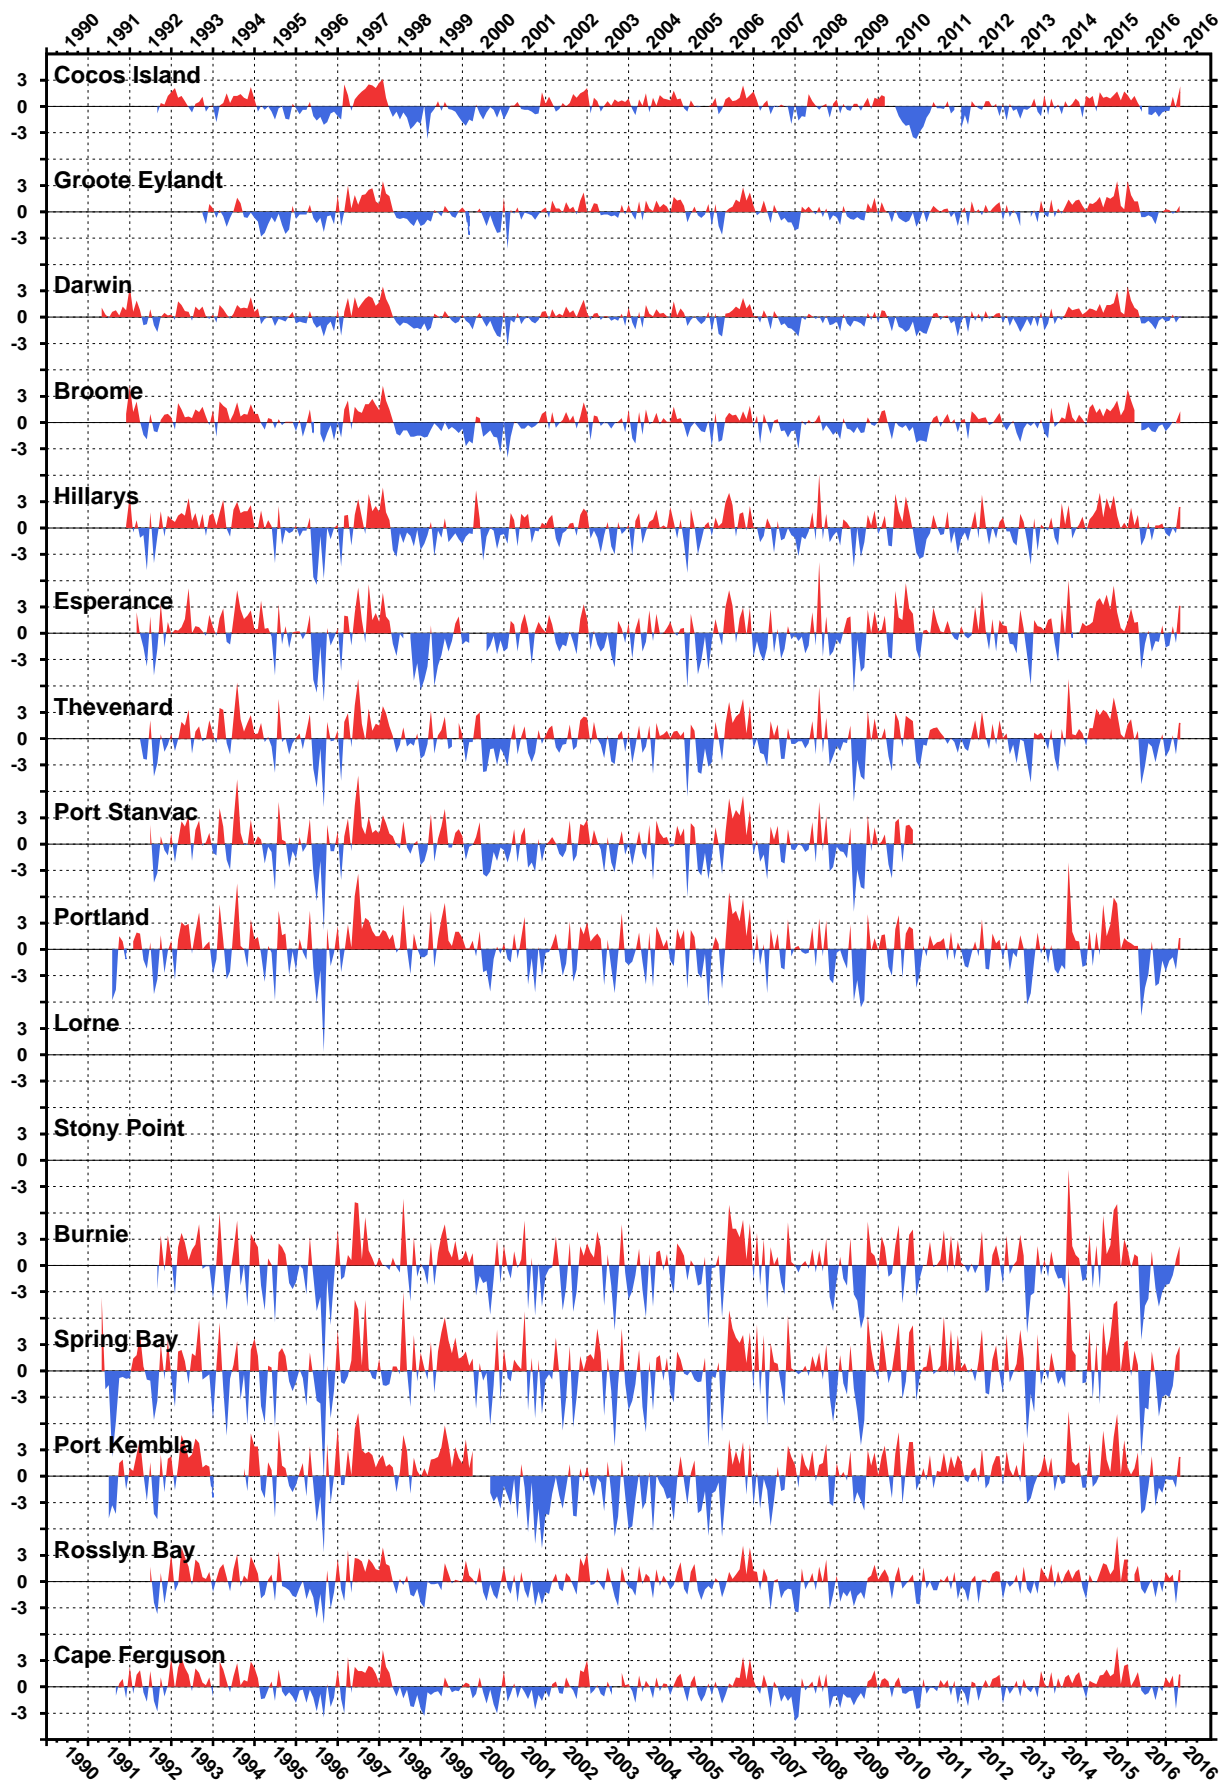 1990 1991 1992 1993 1994 1995 1996 1997 1998 1999 2000 2001 2002 2003 2004 2005 2006 2007 2008 2009 2010 2011 2012 2013 2014 2015 2016 2016
Cocos Island
3
0
-3
Groote Eylandt
3
0
-3
Darwin
3
0
-3
Broome
3
0
-3
Hillarys
3
0
-3
Esperance
3
0
-3
Thevenard
3
0
-3
Port Stanvac
3
0
-3
Portland
3
0
-3
Lorne
3
0
-3
Stony Point
3
0
-3
Burnie
3
0
-3
Spring Bay
3
0
-3
Port Kembla
3
0
-3
Rosslyn Bay
3
0
-3
Cape Ferguson
3
0
-3
1990 1991 1992 1993 1994 1995 1996 1997 1998 1999 2000 2001 2002 2003 2004 2005 2006 2007 2008 2009 2010 2011 2012 2013 2014 2015 2016 2016